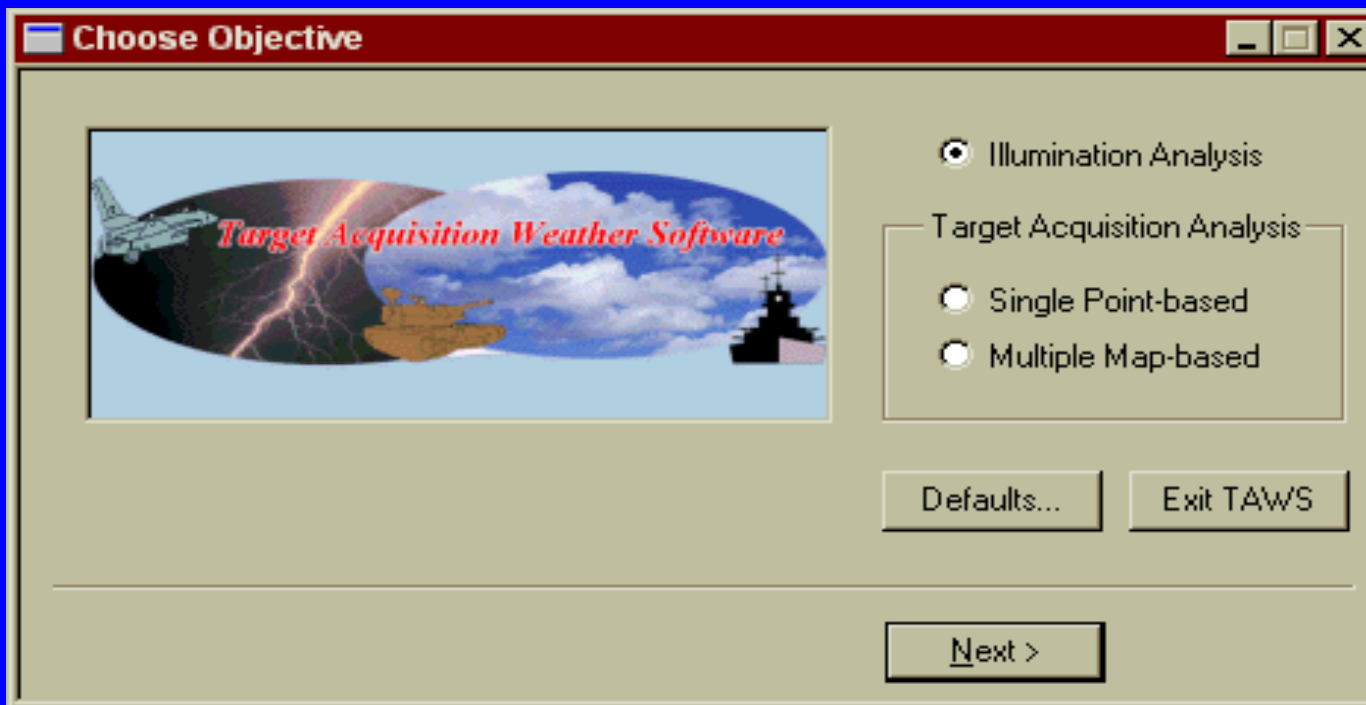 Choose Objective
Target Acquisition Weather Software
Illumination Analysis
Target Acquisition Analysis
Single Point-based
Multiple Map-based
Defaults...
Exit TAWS
Next >